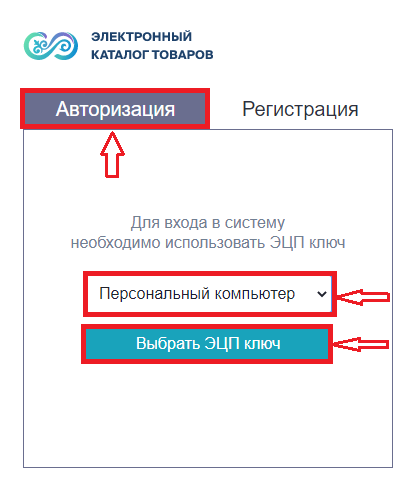 ЭЛЕКТРОННЫЙ
КАТАЛОГ ТОВАРОВ
Авторизация
Регистрация
Для входа в систему
необходимо использовать ЭЦП ключ
Персональный компьютер
Выбрать ЭЦП ключ